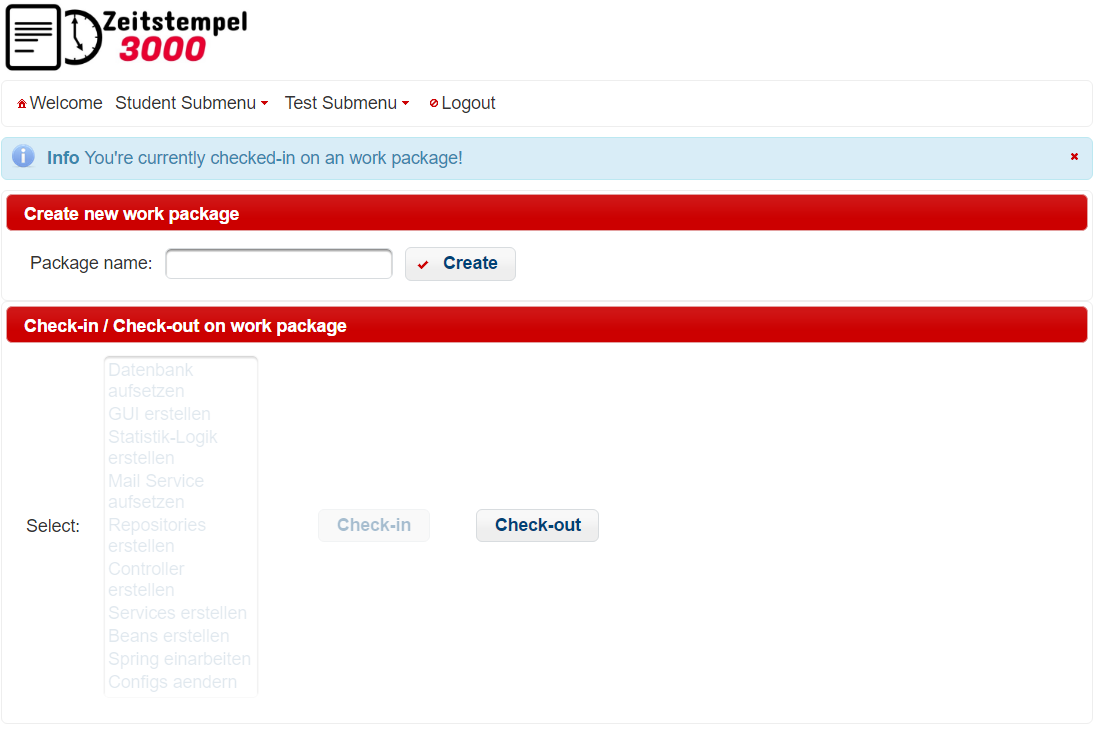 Zeitstempel
3000
Welcome Student Submenu Test Submenu Logout
Info You're currently checked-in on an work package!
Create new work package
Package name: Create
Check-in / Check-out on work package
Datenbank
aufsetzen
GUI erstellen
Statistik-Logik
erstellen
Mail Service
aufsetzen
Repositories
erstellen
Controller
erstellen
Services erstellen
Beans erstellen
Spring einarbeiten
Configs aendern
Select:
Check-in
Check-out